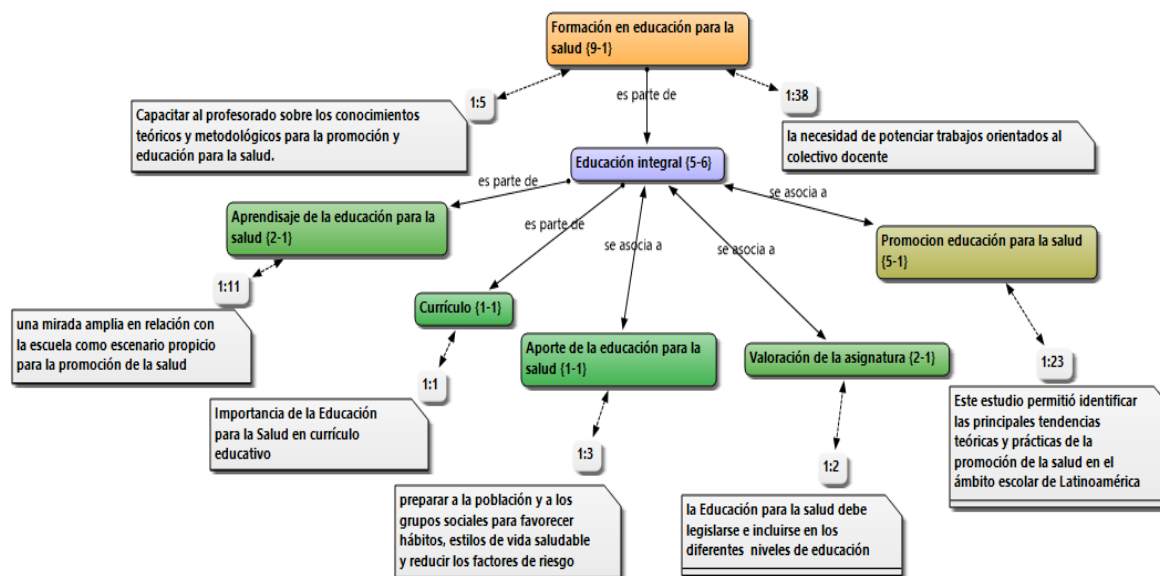 Formación en educación para la
salud {9-1}
1:5
es parte de
1:38
Capacitar al profesorado sobre los conocimientos
teóricos y metodológicos para la promoción y
educación para la salud.
la necesidad de potenciar trabajos orientados al
colectivo docente
Educación integral {5-6}
es parte de
es parte de
se asocia a
se asocia a
se asocia a
Aprendisaje de la educación para la
salud {2-1}
Promocion educación para la salud
{5-1}
1:11
una mirada amplia en relación con
la escuela como escenario propicio
para la promoción de la salud
Currículo {1-1}
1:1
Importancia de la Educación
para la Salud en currículo
educativo
Aporte de la educación para la
salud {1-1}
1:3
preparar a la población y a los
grupos sociales para favorecer
hábitos, estilos de vida saludable
y reducir los factores de riesgo
Valoración de la asignatura {2-1}
1:2
la Educación para la salud debe
legislarse e incluirse en los
diferentes niveles de educación
1:23
Este estudio permitió identificar
las principales tendencias
teóricas y prácticas de la
promoción de la salud en el
ámbito escolar de Latinoamérica